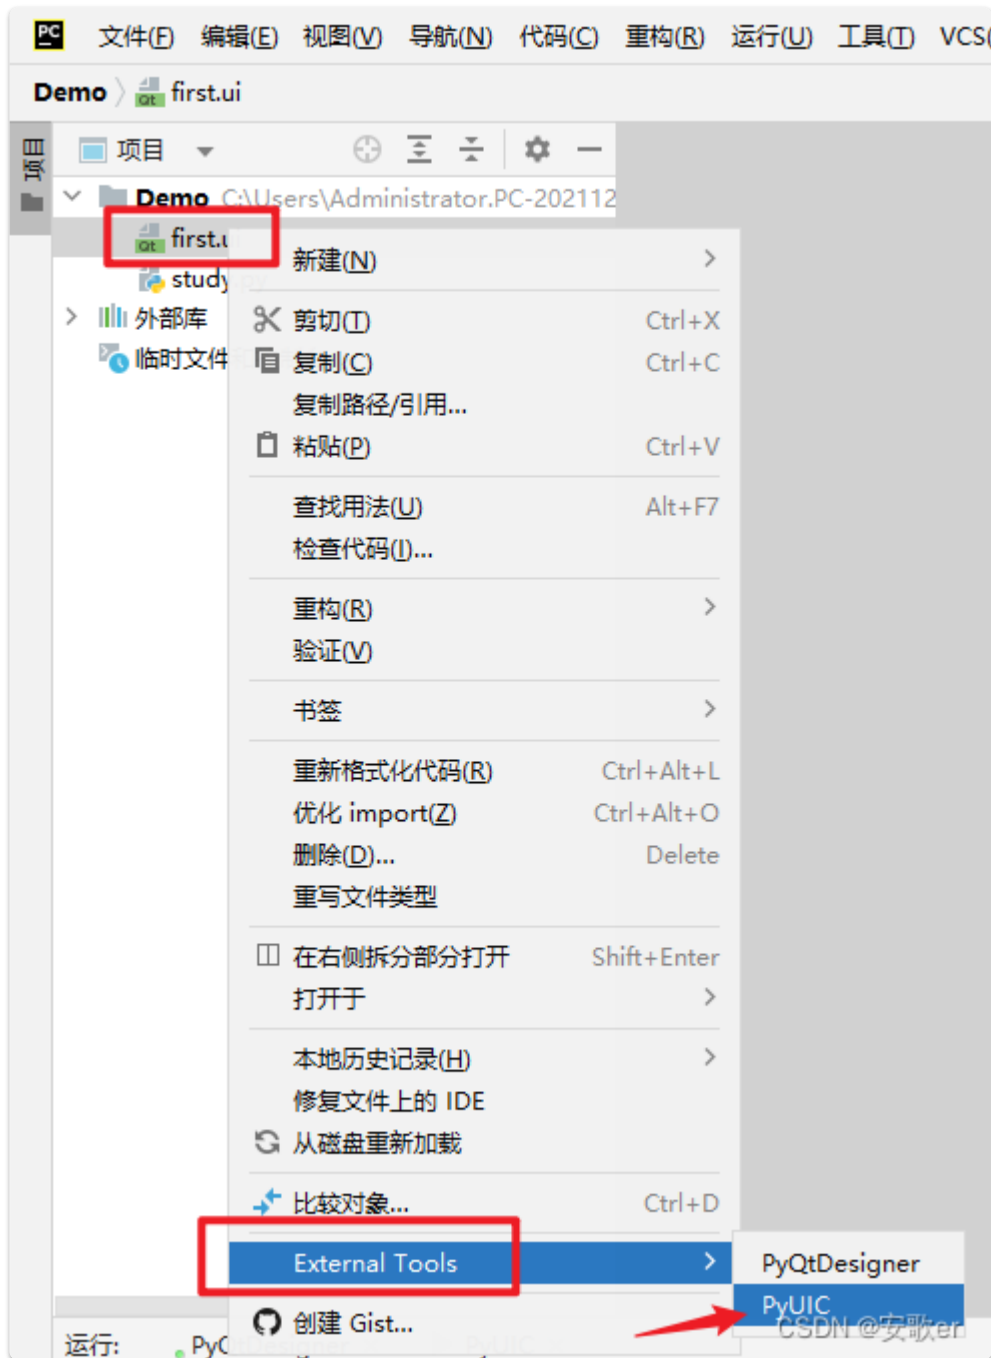 PC 文件(F) 编辑(E) 视图(V) 导航(N) 代码(C) 重构(R) 运行(U) 工具(T) VCS(
Demo first.ui
项目
项目
Demo C:\Users\Administrator.PC-202112
first.u
study.py
外部库
临时文件
新建(N)
剪切(T) Ctrl+X
复制(C) Ctrl+C
复制路径/引用...
粘贴(P) Ctrl+V
查找用法(U) Alt+F7
检查代码(I)...
重构(R)
验证(V)
书签
重新格式化代码(R) Ctrl+Alt+L
优化 import(Z) Ctrl+Alt+O
删除(D)... Delete
重写文件类型
在右侧拆分部分打开 Shift+Enter
打开于
本地历史记录(H)
修复文件上的 IDE
从磁盘重新加载
比较对象... Ctrl+D
External Tools
PyQtDesigner
PyUIC
创建 Gist...
CSDN @安歌er
运行: PyQtDesigner PyUIC